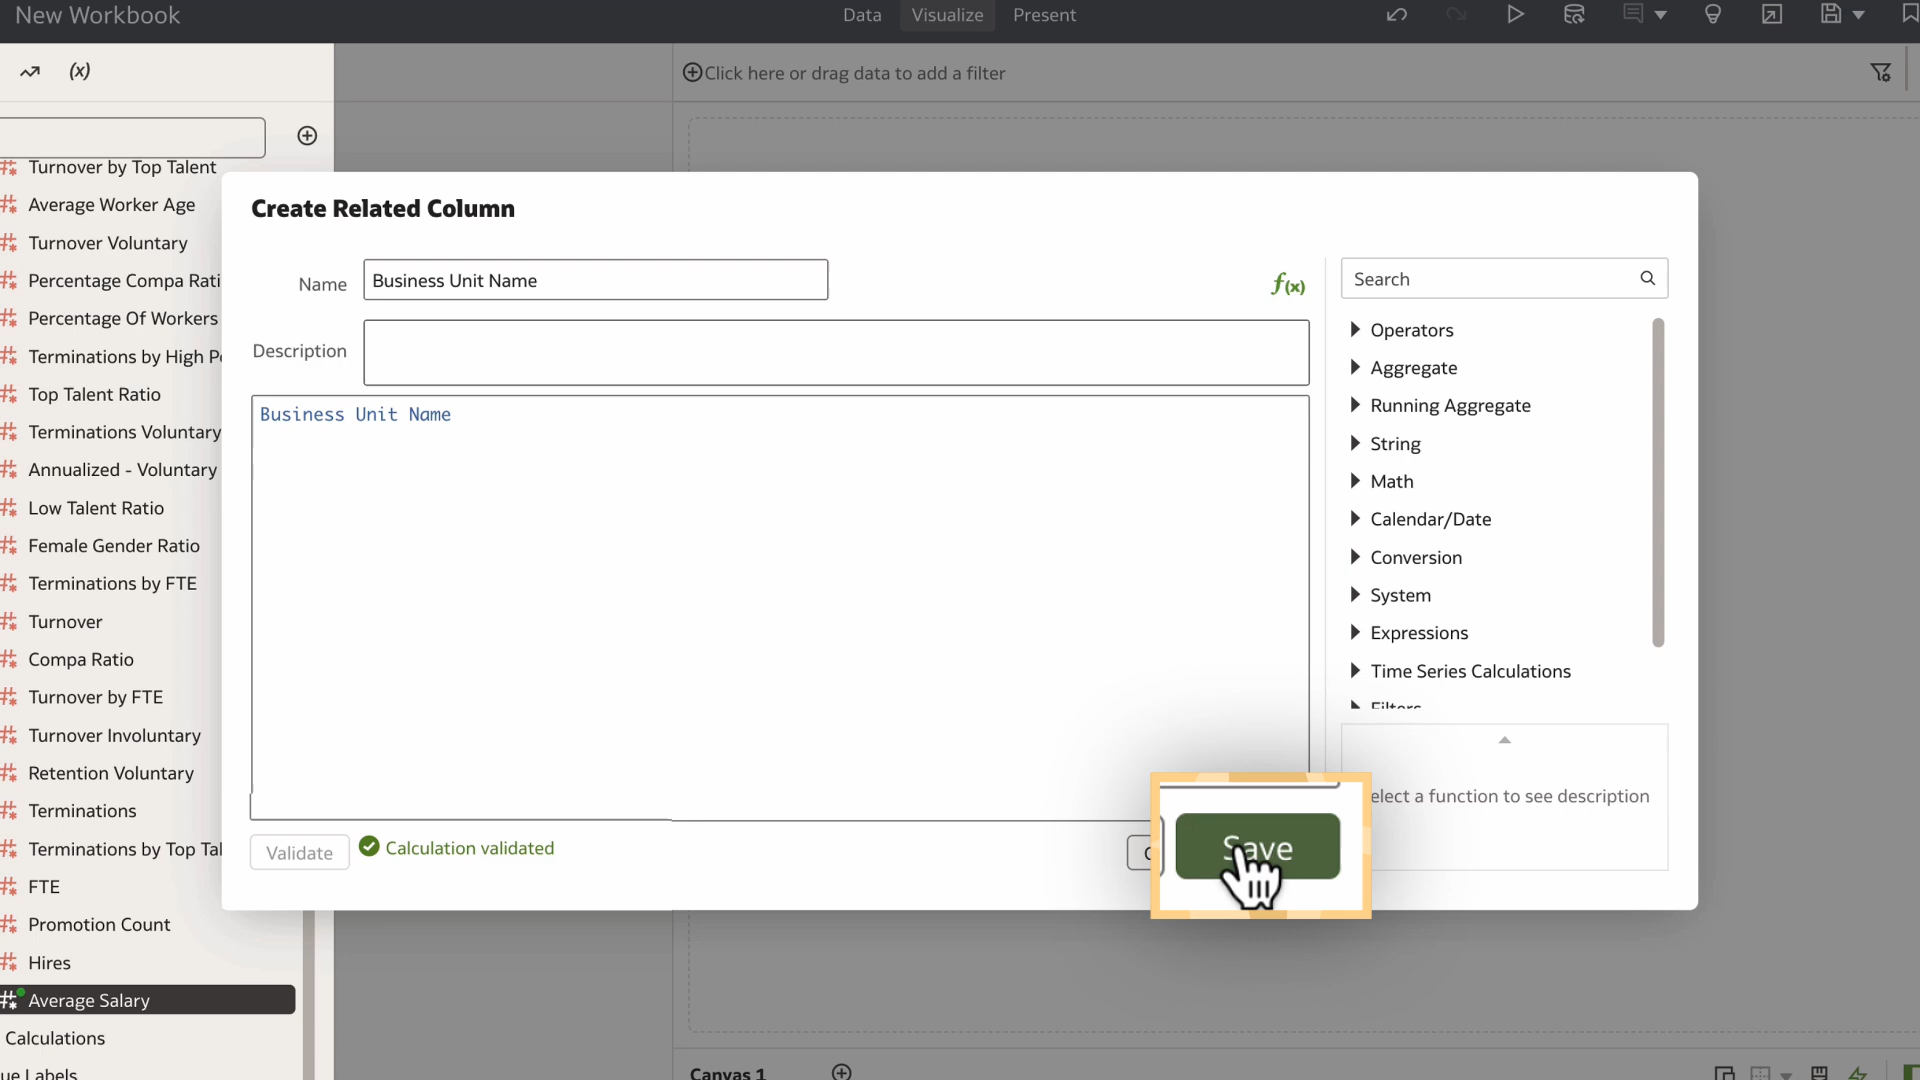 New Workbook
Data Visualize Present
(x)
Click here or drag data to add a filter
Turnover by Top Talent
Average Worker Age
Turnover Voluntary
Percentage Compa Rati
Percentage Of Workers
Terminations by High P
Top Talent Ratio
Terminations Voluntary
Annualized - Voluntary
Low Talent Ratio
Female Gender Ratio
Terminations by FTE
Turnover
Compa Ratio
Turnover by FTE
Turnover Involuntary
Retention Voluntary
Terminations
Terminations by Top Tal
FTE
Promotion Count
Hires
Average Salary
Calculations
ue Labels
Create Related Column
Name Business Unit Name
f(x)
Description
Business Unit Name
Search
Operators
Aggregate
Running Aggregate
String
Math
Calendar/Date
Conversion
System
Expressions
Time Series Calculations
Filters
elect a function to see description
Validate Calculation validated
Save
Canvas 1